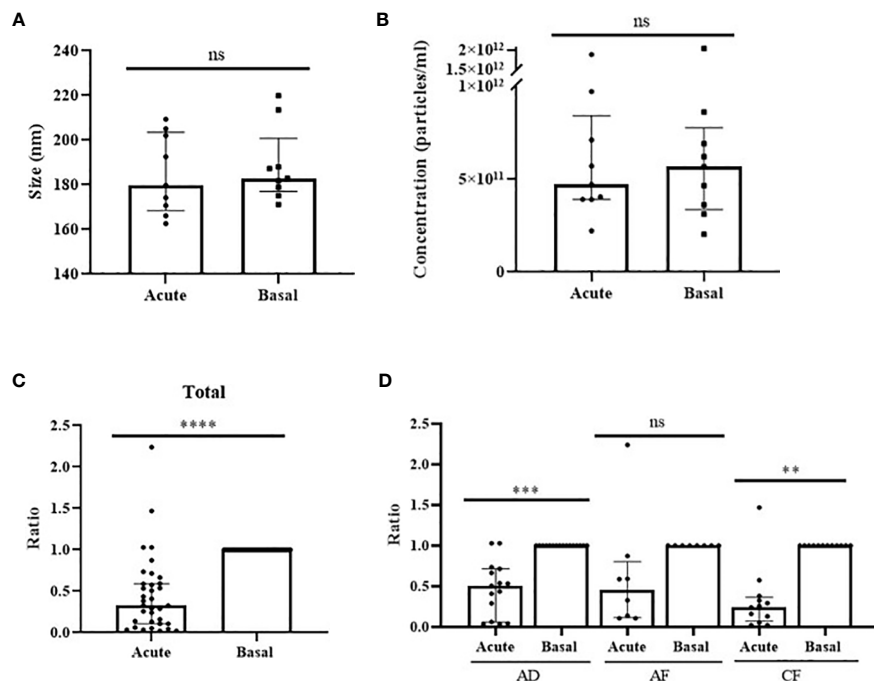 A
Size (nm)
240
220
200
180
160
140
ns
Acute Basal
B
Concentration (particles/ml)
2×10¹²
1.5×10¹²
1×10¹²
5×10¹¹
0
ns
Acute Basal
C
Total
Ratio
2.5
2.0
1.5
1.0
0.5
0.0
****
Acute Basal
D
Ratio
2.5
2.0
1.5
1.0
0.5
0.0
***
ns
**
Acute Basal Acute Basal Acute Basal
AD AF CF